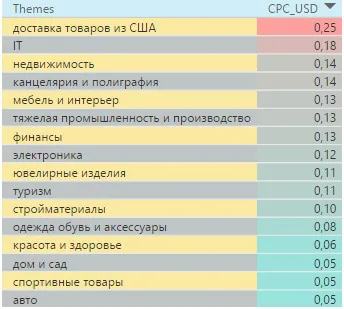 Themes CPC_USD
доставка товаров из США 0,25
IT 0,18
недвижимость 0,14
канцелярия и полиграфия 0,14
мебель и интерьер 0,13
тяжелая промышленность и производство 0,13
финансы 0,13
электроника 0,12
ювелирные изделия 0,11
туризм 0,11
стройматериалы 0,10
одежда обувь и аксессуары 0,08
красота и здоровье 0,06
дом и сад 0,05
спортивные товары 0,05
авто 0,05